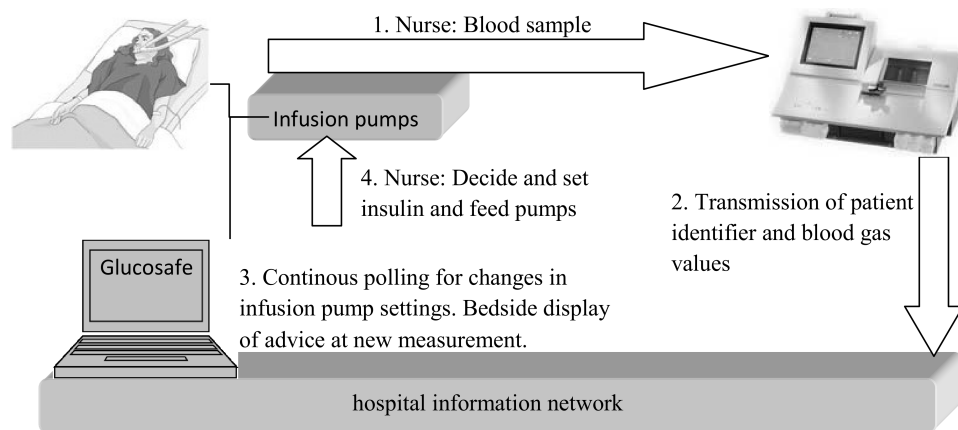 1. Nurse: Blood sample
Infusion pumps
4. Nurse: Decide and set
insulin and feed pumps
2. Transmission of patient
identifier and blood gas
values
Glucosafe
3. Continous polling for changes in
infusion pump settings. Bedside display
of advice at new measurement.
hospital information network